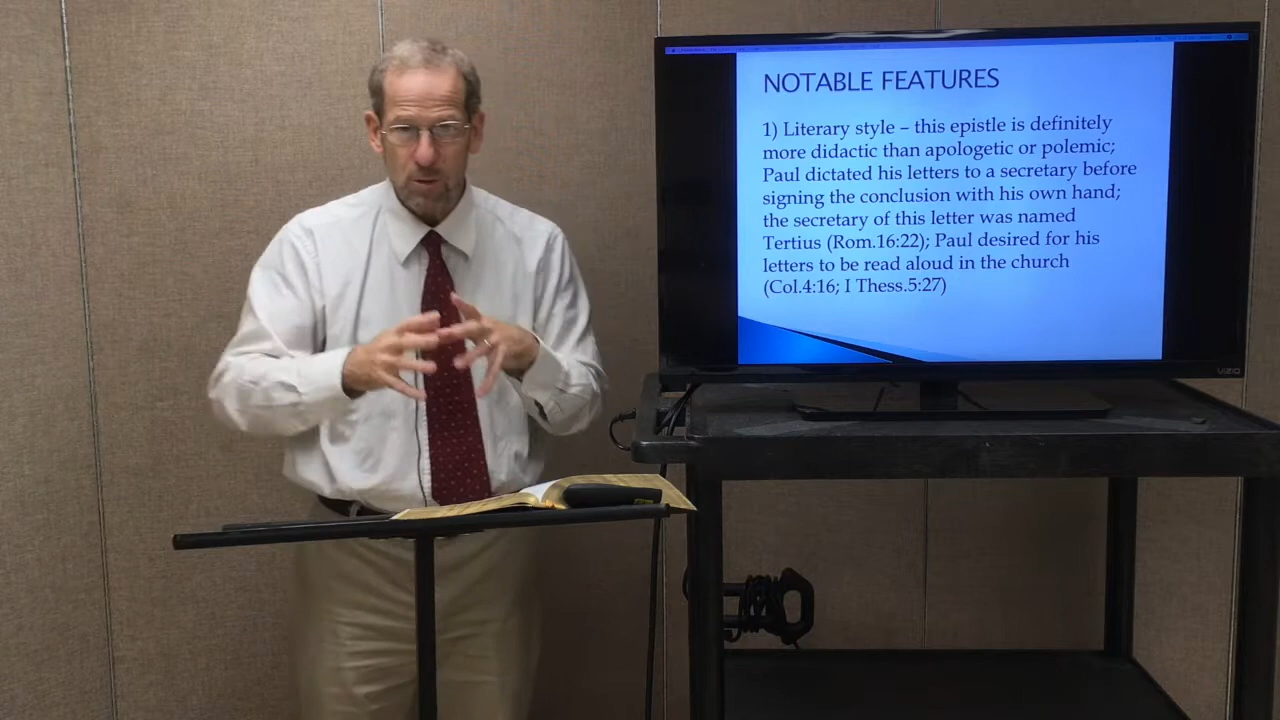 NOTABLE FEATURES
1) Literary style – this epistle is definitely
more didactic than apologetic or polemic;
Paul dictated his letters to a secretary before
signing the conclusion with his own hand;
the secretary of this letter was named
Tertius (Rom.16:22); Paul desired for his
letters to be read aloud in the church
(Col.4:16; I Thess.5:27)
VIZIO